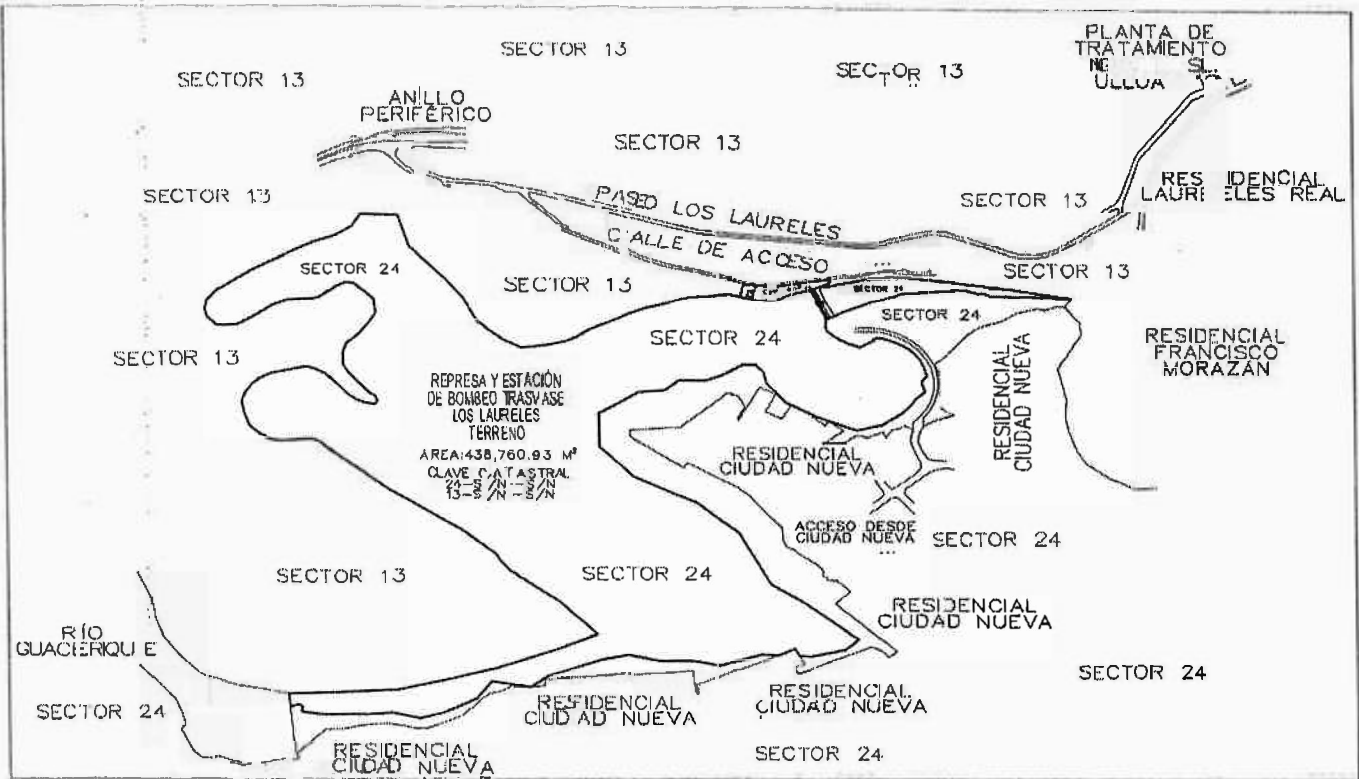 SECTOR 13
SECTOR 13
SECTOR 13
PLANTA DE
TRATAMIENTO
ULLOA
ANILLO
PERIFÉRICO
SECTOR 13
SECTOR 13
PASEO LOS LAURELES
SECTOR 13
RESIDENCIAL
LAURELES REAL
CALLE DE ACCESO
SECTOR 24
SECTOR 13
SECTOR 13
SECTOR 24
SECTOR 24
SECTOR 13
SECTOR 24
RESIDENCIAL
FRANCISCO
MORAZÁN
RESIDENCIAL
CIUDAD NUEVA
REPRESA Y ESTACIÓN
DE BOMBEO TRASVASE
LOS LAURELES
TERRENO
AREA:438,760.93 M²
CLAVE CATASTRAL
24-S/N-S/N
13-S/N-S/N
RESIDENCIAL
CIUDAD NUEVA
ACCESO DESDE
CIUDAD NUEVA
SECTOR 24
SECTOR 13
SECTOR 24
RESIDENCIAL
CIUDAD NUEVA
RÍO
GUACERIQUE
SECTOR 24
SECTOR 24
RESIDENCIAL
CIUDAD NUEVA
RESIDENCIAL
CIUDAD NUEVA
RESIDENCIAL
CIUDAD NUEVA
SECTOR 24